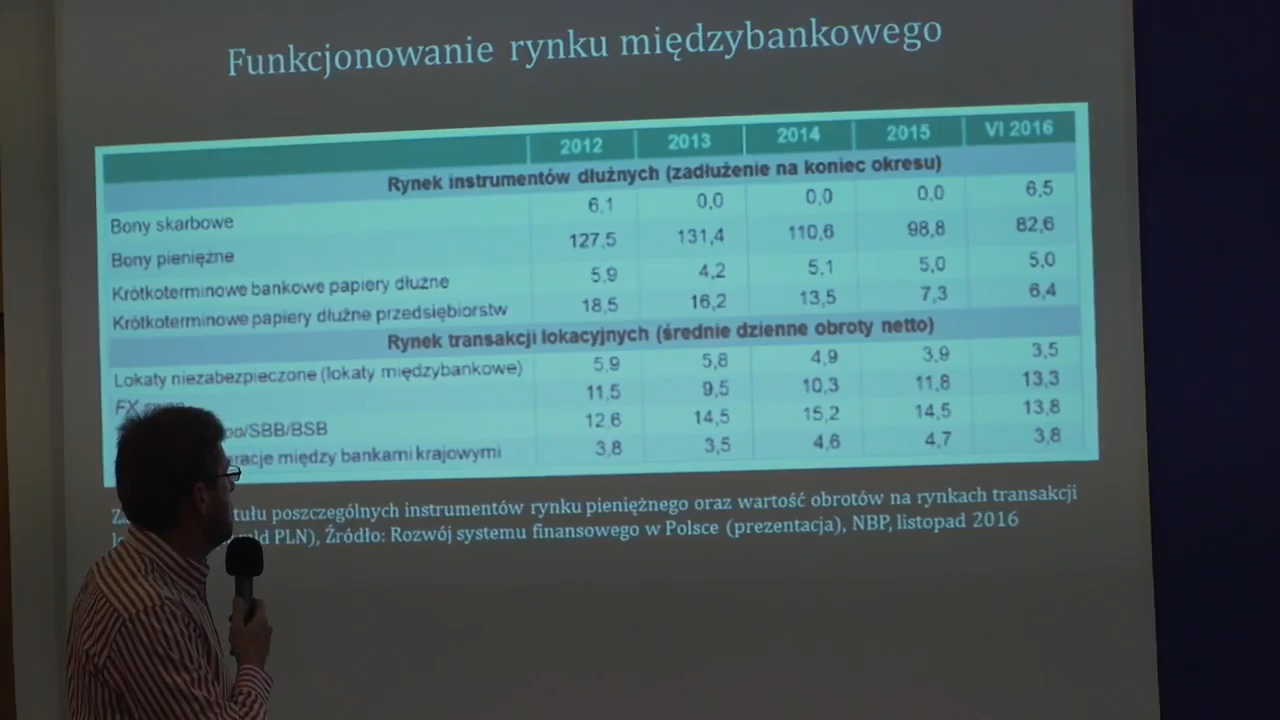 Funkcjonowanie rynku międzybankowego
2012 2013 2014 2015 VI 2016
Rynek instrumentów dłużnych (zadłużenie na koniec okresu)
Bony skarbowe 6,1 0,0 0,0 0,0 6,5
Bony pieniężne 127,5 131,4 110,6 98,8 82,6
Krótkoterminowe bankowe papiery dłużne 5,9 4,2 5,1 5,0 5,0
Krótkoterminowe papiery dłużne przedsiębiorstw 18,5 16,2 13,5 7,3 6,4
Rynek transakcji lokacyjnych (średnie dzienne obroty netto)
Lokaty niezabezpieczone (lokaty międzybankowe) 5,9 5,8 4,9 3,9 3,5
FX 11,5 9,5 10,3 11,8 13,3
/SBB/BSB 12,6 14,5 15,2 14,5 13,8
między bankami krajowymi 3,8 3,5 4,6 4,7 3,8
poszczególnych instrumentów rynku pieniężnego oraz wartość obrotów na rynkach transakcji
PLN), Źródło: Rozwój systemu finansowego w Polsce (prezentacja), NBP, listopad 2016